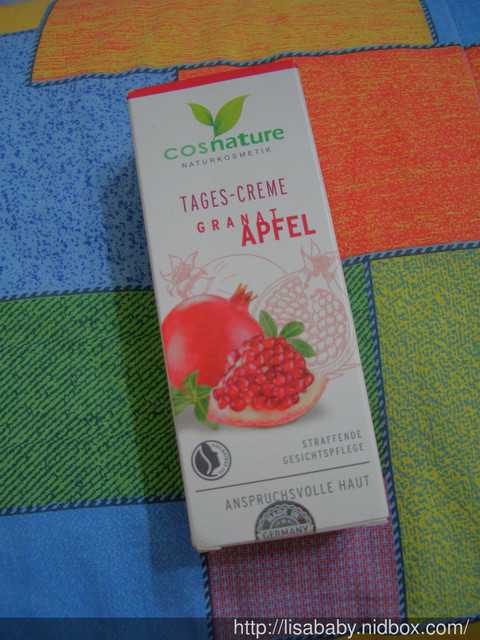 cosnature
NATURKOSMETIK
TAGES-CREME
GRANAT
APFEL
STRAFFENDE
GESICHTSPFLEGE
ANSPRUCHSVOLLE HAUT
GERMANY
http://lisababy.nidbox.com/